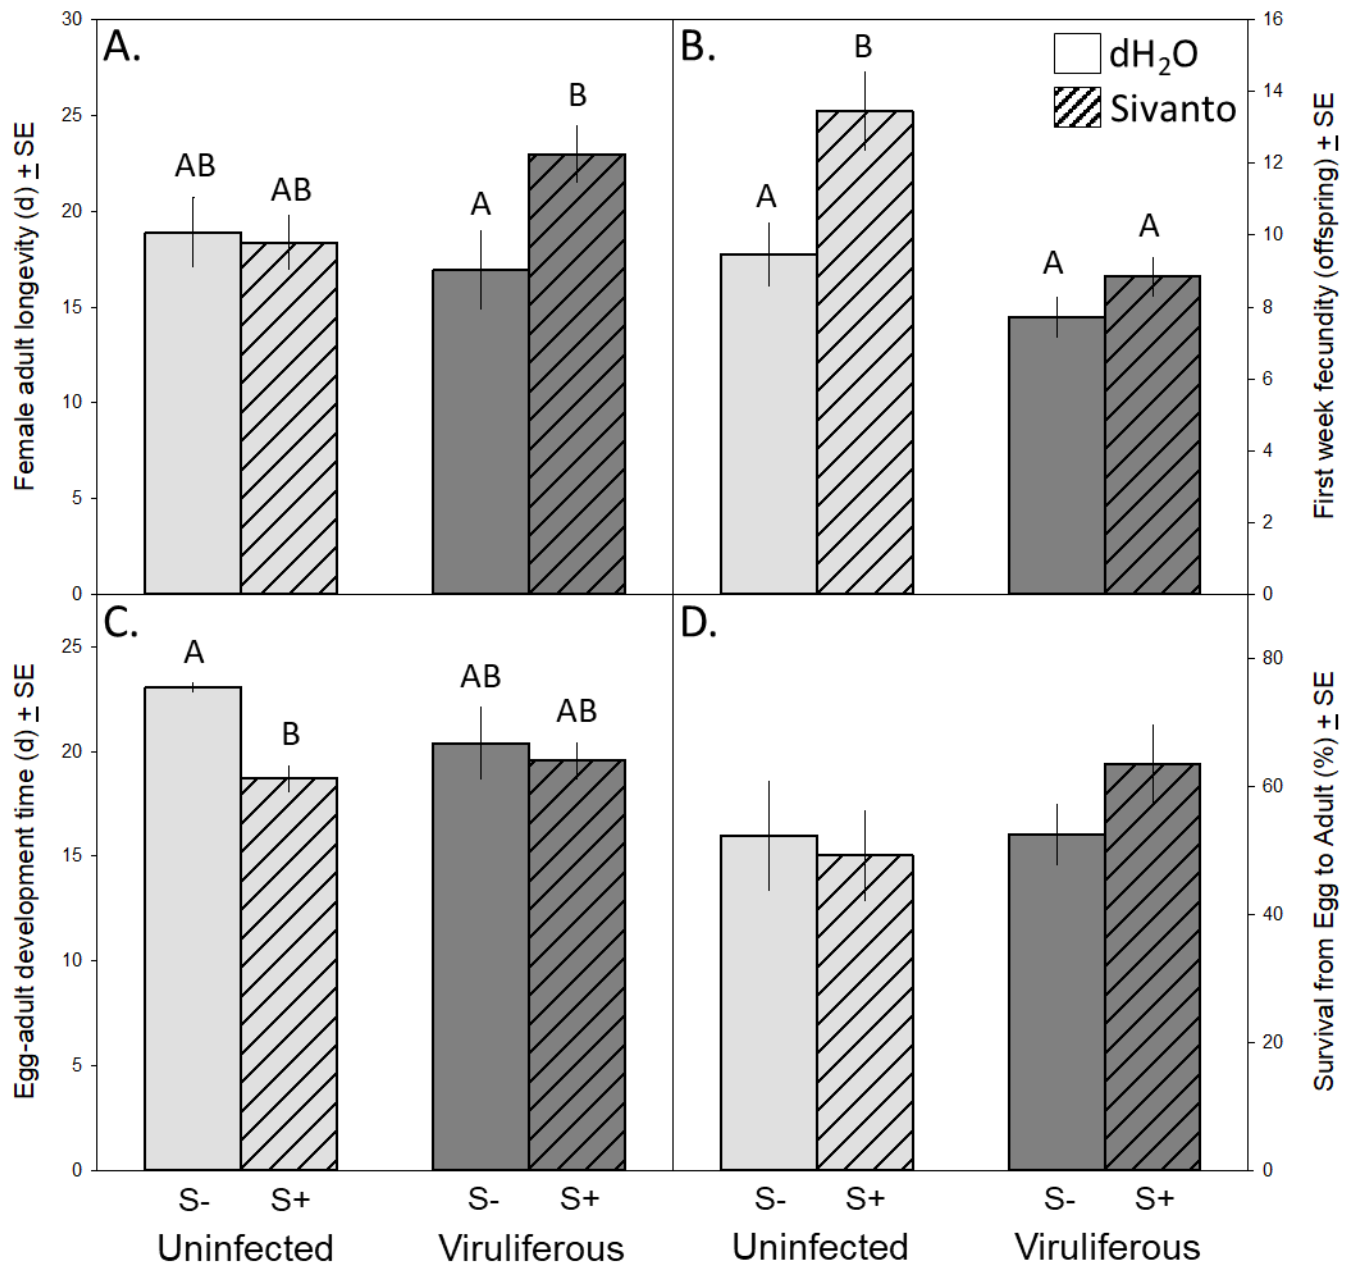 A.
Female adult longevity (d) ± SE
30
25
20
15
10
5
0
AB
AB
A
B
B.
dH₂O
Sivanto
First week fecundity (offspring) ± SE
16
14
12
10
8
6
4
2
0
A
B
A
A
C.
Egg-adult development time (d) ± SE
25
20
15
10
5
0
A
B
AB
AB
D.
Survival from Egg to Adult (%) ± SE
80
60
40
20
0
S- S+ S- S+ S- S+ S- S+
Uninfected Viruliferous Uninfected Viruliferous